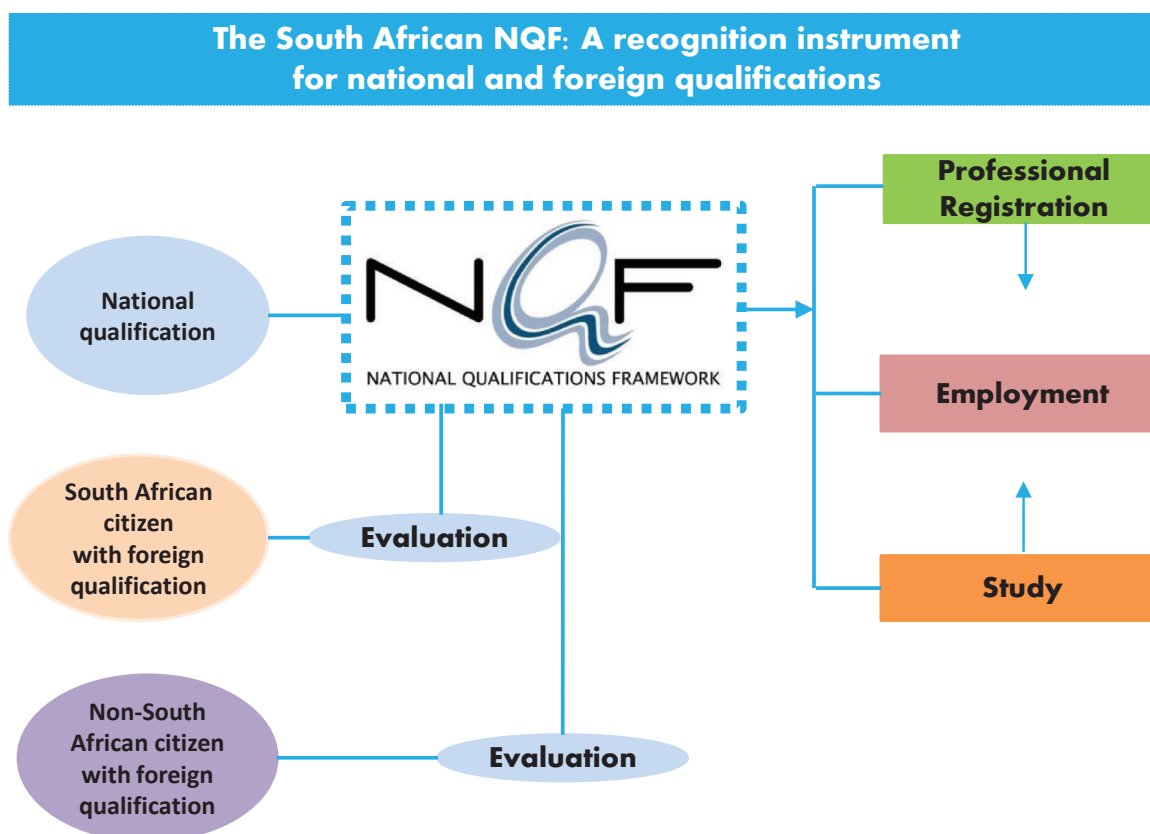 The South African NQF: A recognition instrument
for national and foreign qualifications
National
qualification
NQF
NATIONAL QUALIFICATIONS FRAMEWORK
Professional
Registration
Employment
South African
citizen
with foreign
qualification
Evaluation
Study
Non-South
African citizen
with foreign
qualification
Evaluation